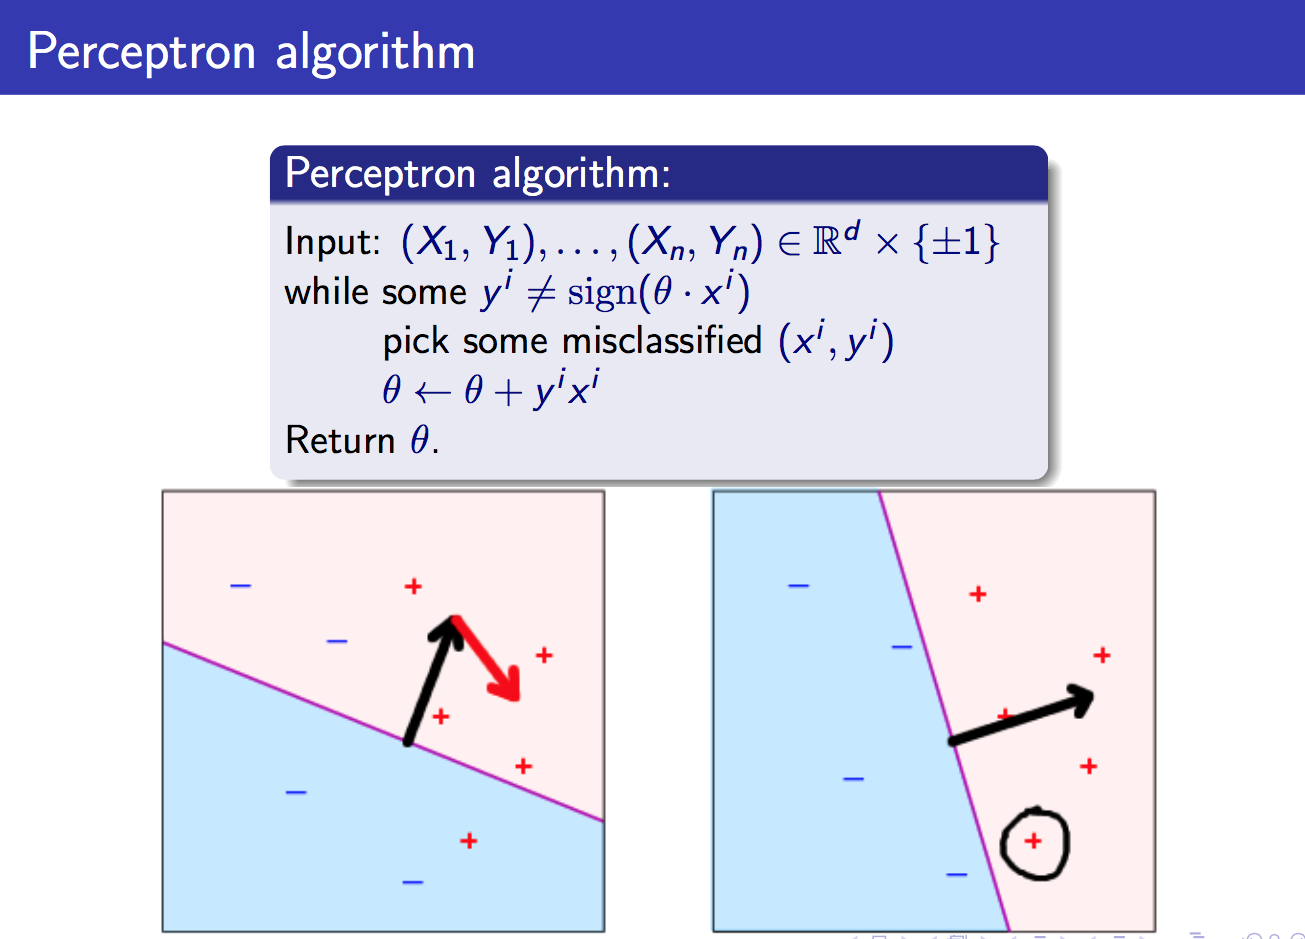 Perceptron algorithm
Perceptron algorithm:
Input: (X₁, Y₁), . . . , (Xₙ, Yₙ) ∈ ℝᵈ × {±1}
while some yⁱ ≠ sign(θ · xⁱ)
pick some misclassified (xⁱ, yⁱ)
θ ← θ + yⁱxⁱ
Return θ.